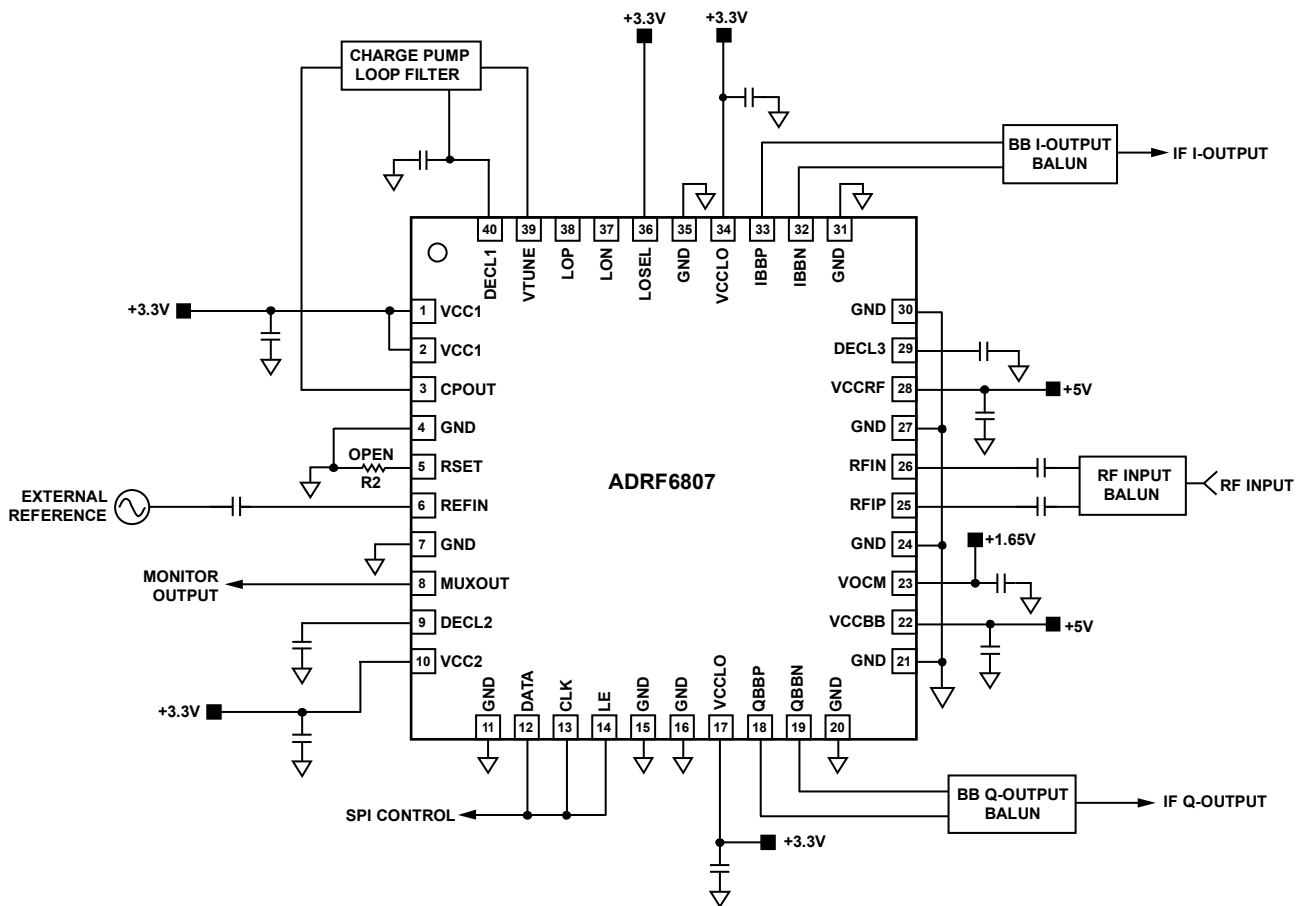 +3.3V
+3.3V
CHARGE PUMP
LOOP FILTER
BB I-OUTPUT
BALUN
IF I-OUTPUT
40
39
38
37
36
35
34
33
32
31
DECL1
VTUNE
LOP
LON
LOSEL
GND
VCCLO
IBBP
IBBN
GND
+3.3V
1
VCC1
2
VCC1
3
CPOUT
4
GND
OPEN
R2
5
RSET
EXTERNAL
REFERENCE
6
REFIN
7
GND
MONITOR
OUTPUT
8
MUXOUT
9
DECL2
10
VCC2
+3.3V
ADRF6807
GND
30
DECL3
29
VCCRF
28
+5V
GND
27
RFIN
26
RFIP
25
RF INPUT
BALUN
RF INPUT
GND
24
+1.65V
VOCM
23
VCCBB
22
+5V
GND
21
GND
DATA
CLK
LE
GND
GND
VCCLO
QBBP
QBBN
GND
11
12
13
14
15
16
17
18
19
20
SPI CONTROL
+3.3V
BB Q-OUTPUT
BALUN
IF Q-OUTPUT